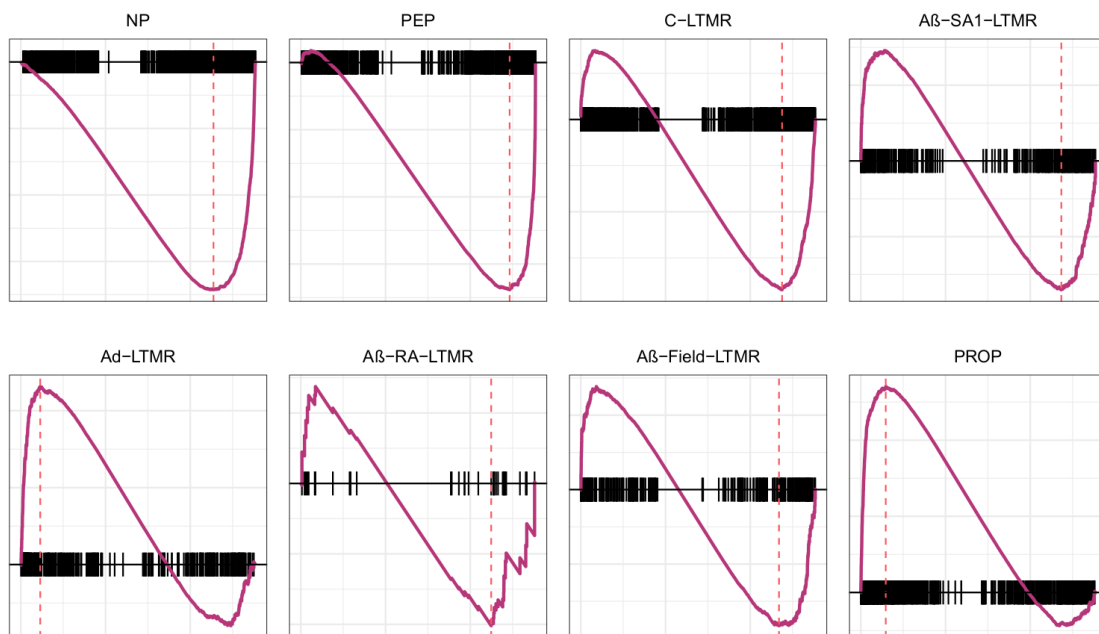 NP
PEP
C−LTMR
Aß−SA1−LTMR
Ad−LTMR
Aß−RA−LTMR
Aß−Field−LTMR
PROP